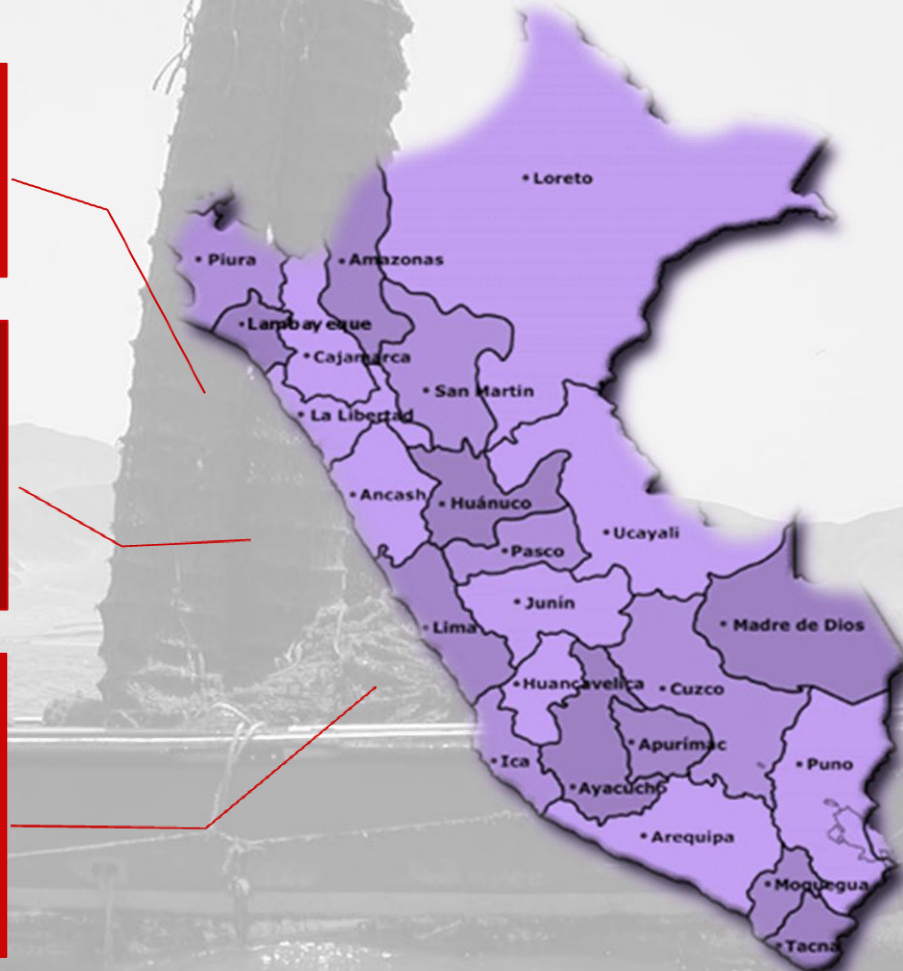 Loreto
Piura
Amazonas
Lambayeque
Cajamarca
San Martin
La Libertad
Ancash
Huánuco
Ucayali
Pasco
Junín
Madre de Dios
Lima
Huancavelica
Cuzco
Apurímac
Ica
Puno
Ayacucho
Arequipa
Moquegua
Tacna